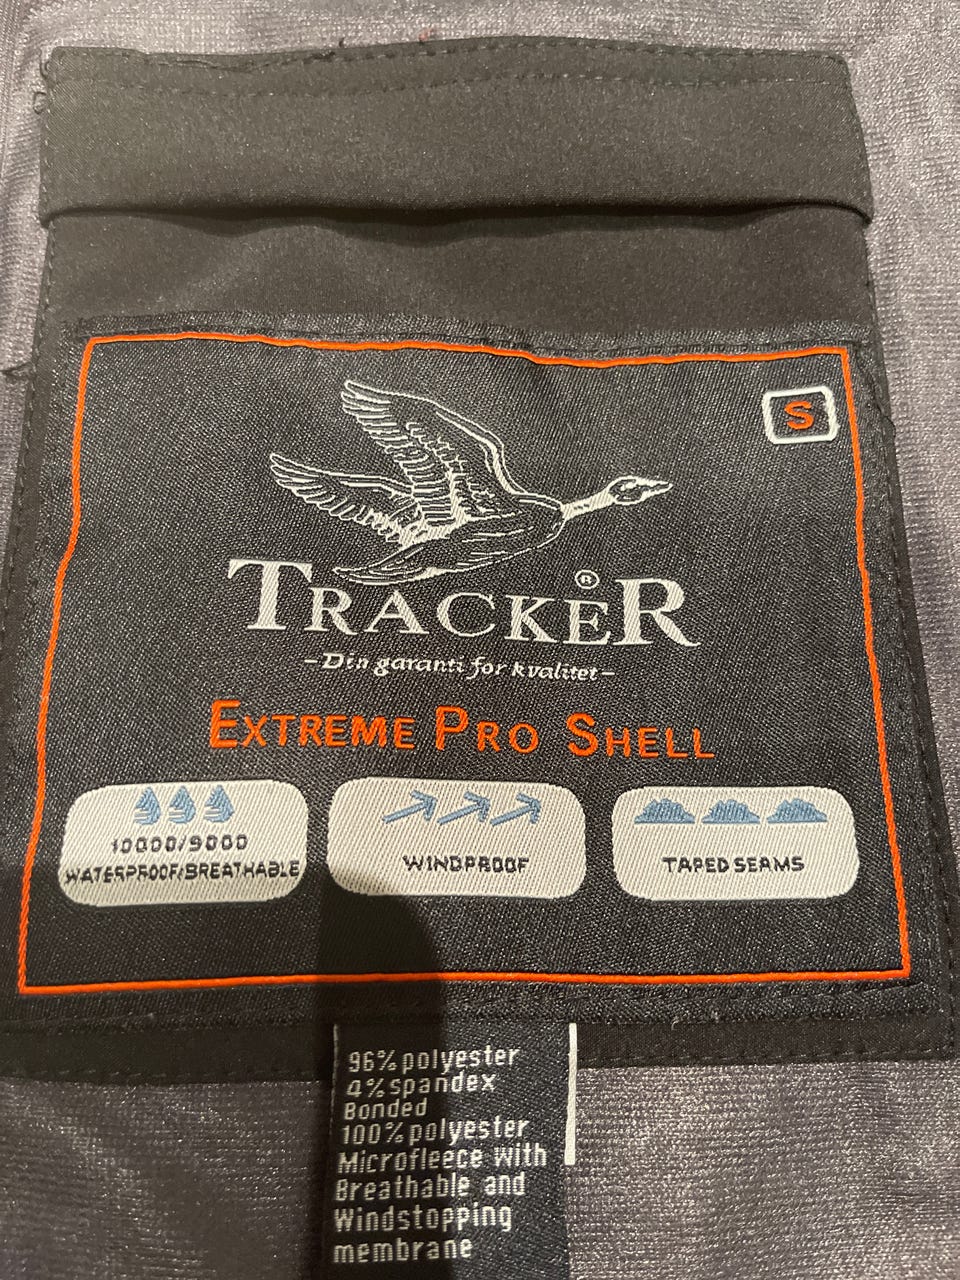 S
TRACKER®
-Din garanti for kvalitet-
EXTREME PRO SHELL
10000/9000
WATERPROOF/BREATHABLE
WINDPROOF
TAPED SEAMS
96% polyester
4% spandex
Bonded
100% polyester
Microfleece with
Breathable and
Windstopping
membrane